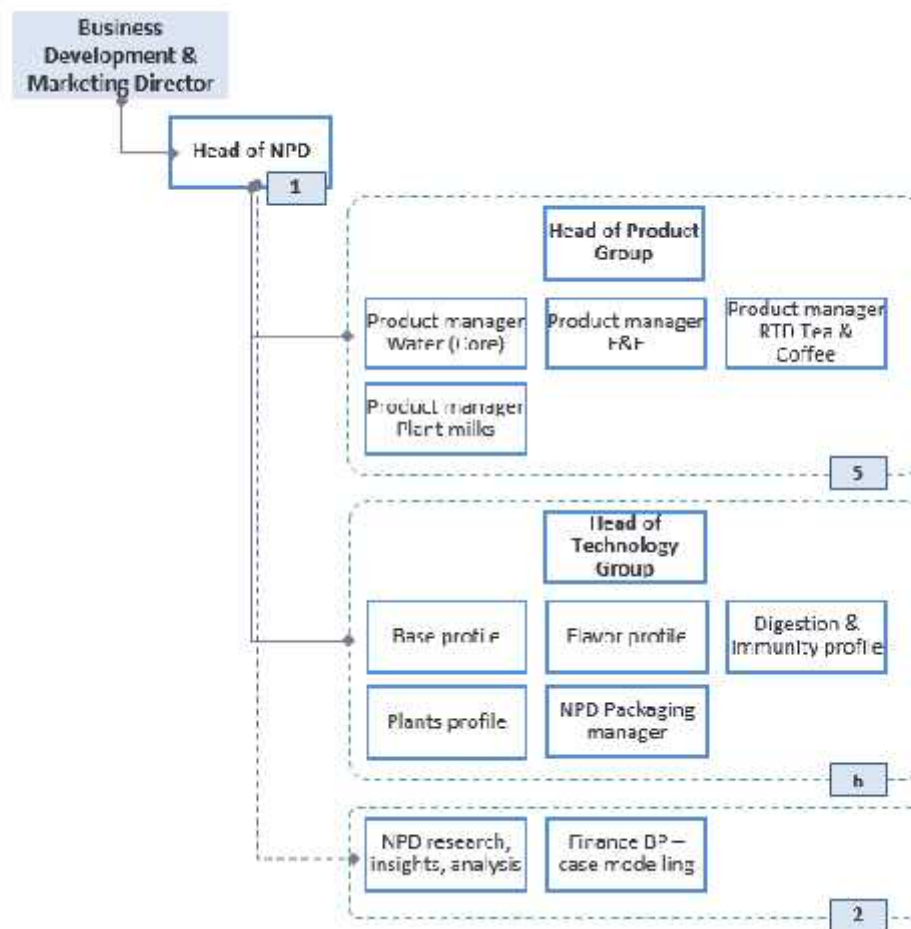 Business
Development &
Marketing Director
Head of NPD
1
Head of Product
Group
Product manager
Water (Core)
Product manager
Product manager
RTD Tea &
Coffee
Product manager
Plant milks
5
Head of
Technology
Group
Base profile
Flavor profile
Digestion &
Immunity profile
Plants profile
NPD Packaging
manager
6
NPD research,
insights, analysis
Finance BP –
case modelling
2